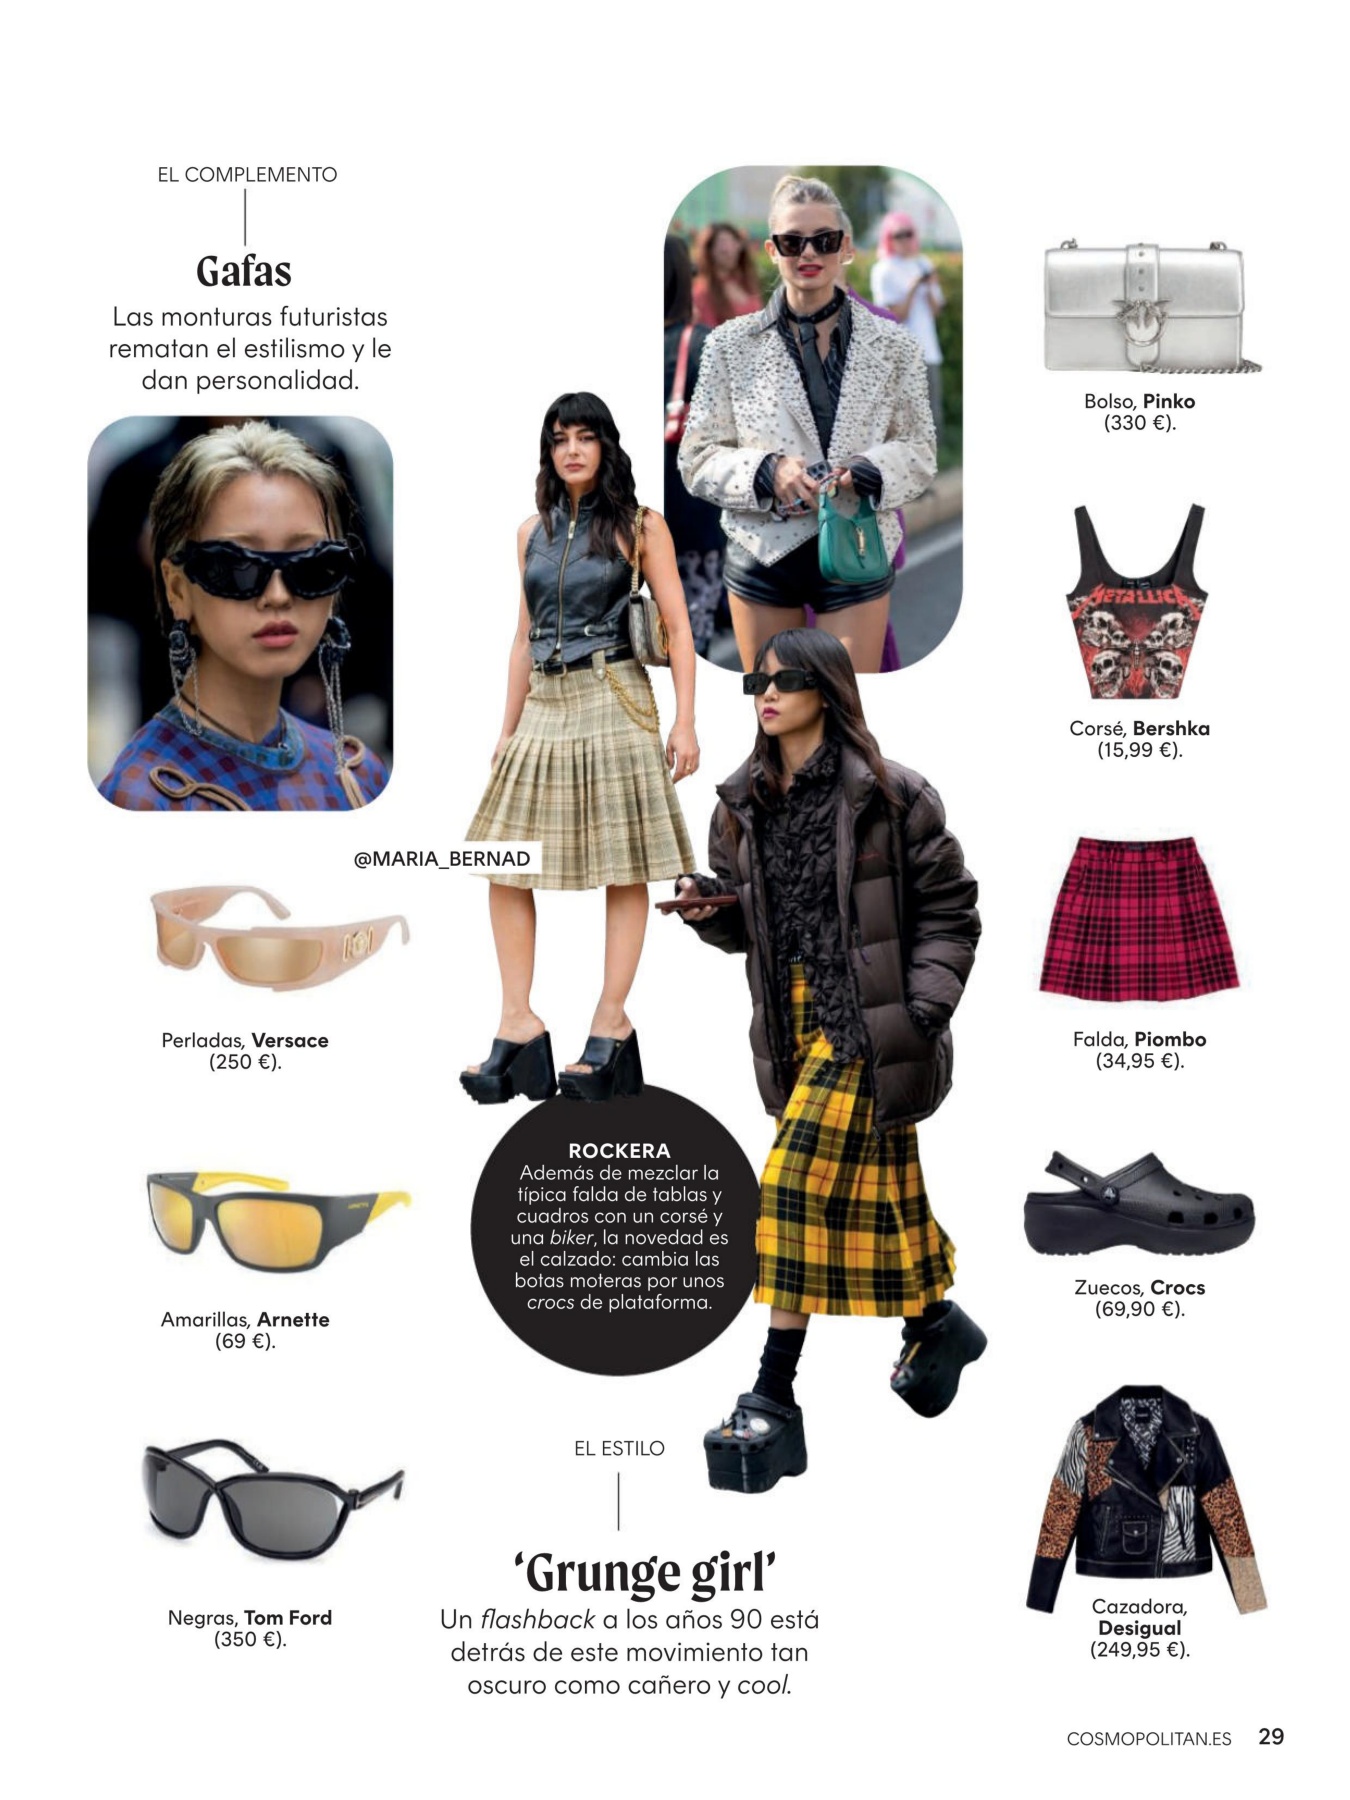 EL COMPLEMENTO
Gafas
Las monturas futuristas
rematan el estilismo y le
dan personalidad.
@MARIA_BERNAD
Perladas, Versace
(250 €).
ARNETTE
Amarillas, Arnette
(69 €).
Negras, Tom Ford
(350 €).
ROCKERA
Además de mezclar la
típica falda de tablas y
cuadros con un corsé y
una biker, la novedad es
el calzado: cambia las
botas moteras por unos
crocs de plataforma.
EL ESTILO
‘Grunge girl’
Un flashback a los años 90 está
detrás de este movimiento tan
oscuro como cañero y cool.
Bolso, Pinko
(330 €).
METALLICA
Corsé, Bershka
(15,99 €).
Falda, Piombo
(34,95 €).
Zuecos, Crocs
(69,90 €).
Cazadora,
Desigual
(249,95 €).
COSMOPOLITAN.ES 29